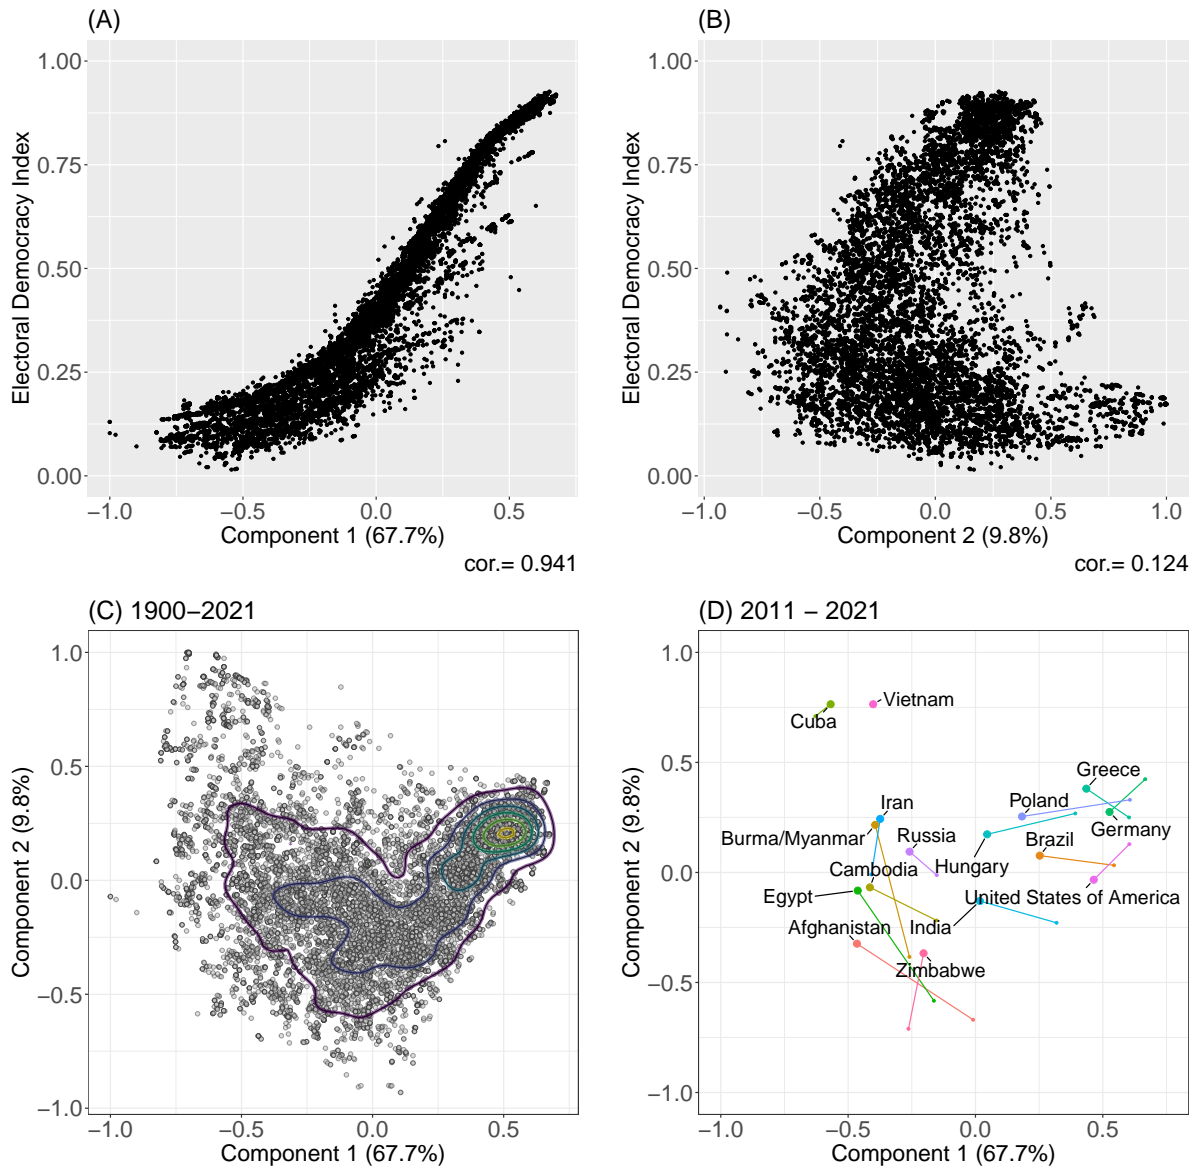 (A)
1.00
0.75
0.50
0.25
0.00
Electoral Democracy Index
−1.0 −0.5 0.0 0.5
Component 1 (67.7%)
cor.= 0.941
(B)
1.00
0.75
0.50
0.25
0.00
Electoral Democracy Index
−1.0 −0.5 0.0 0.5 1.0
Component 2 (9.8%)
cor.= 0.124
(C) 1900−2021
1.0
0.5
0.0
−0.5
−1.0
Component 2 (9.8%)
−1.0 −0.5 0.0 0.5
Component 1 (67.7%)
(D) 2011 − 2021
1.0
0.5
0.0
−0.5
−1.0
Component 2 (9.8%)
Vietnam
Cuba
Greece
Iran
Poland
Burma/Myanmar
Russia
Germany
Brazil
Hungary
Cambodia
Egypt
United States of America
Afghanistan
India
Zimbabwe
−1.0 −0.5 0.0 0.5
Component 1 (67.7%)